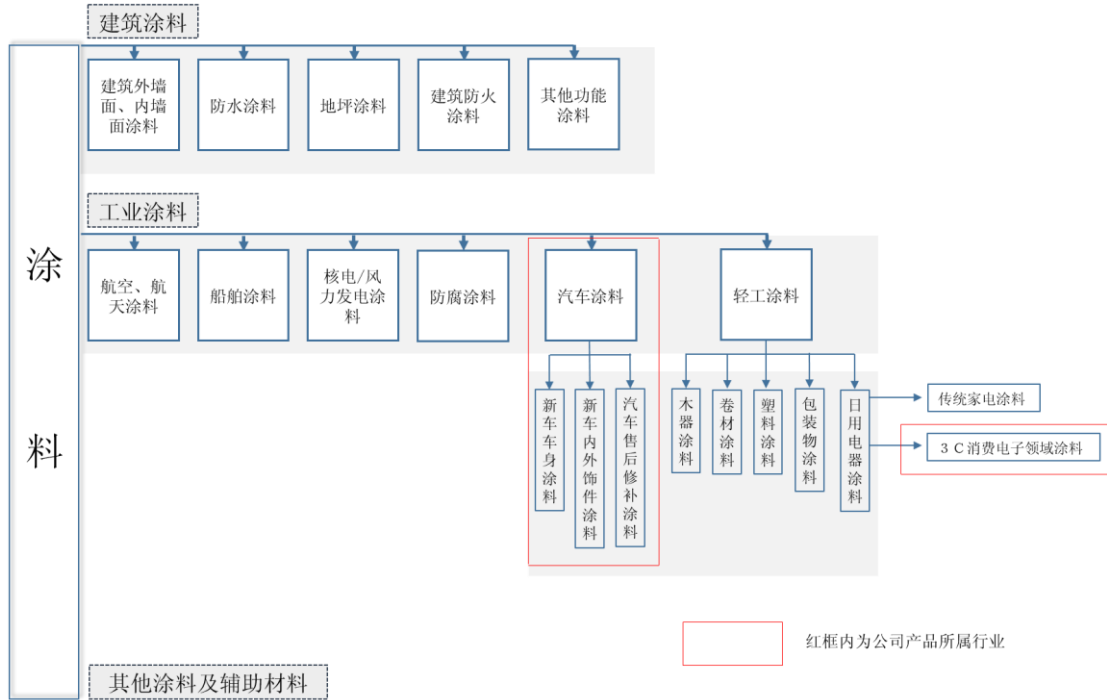 建筑涂料
建筑外墙
面、内墙
面涂料
防水涂料
地坪涂料
建筑防火
涂料
其他功能
涂料
涂
料
工业涂料
航空、航
天涂料
船舶涂料
核电/风
力发电涂
料
防腐涂料
汽车涂料
轻工涂料
新车车身涂料
新车内外饰件涂料
汽车售后修补涂料
木器涂料
卷材涂料
塑料涂料
包装物涂料
日用电器涂料
传统家电涂料
3C消费电子领域涂料
红框内为公司产品所属行业
其他涂料及辅助材料